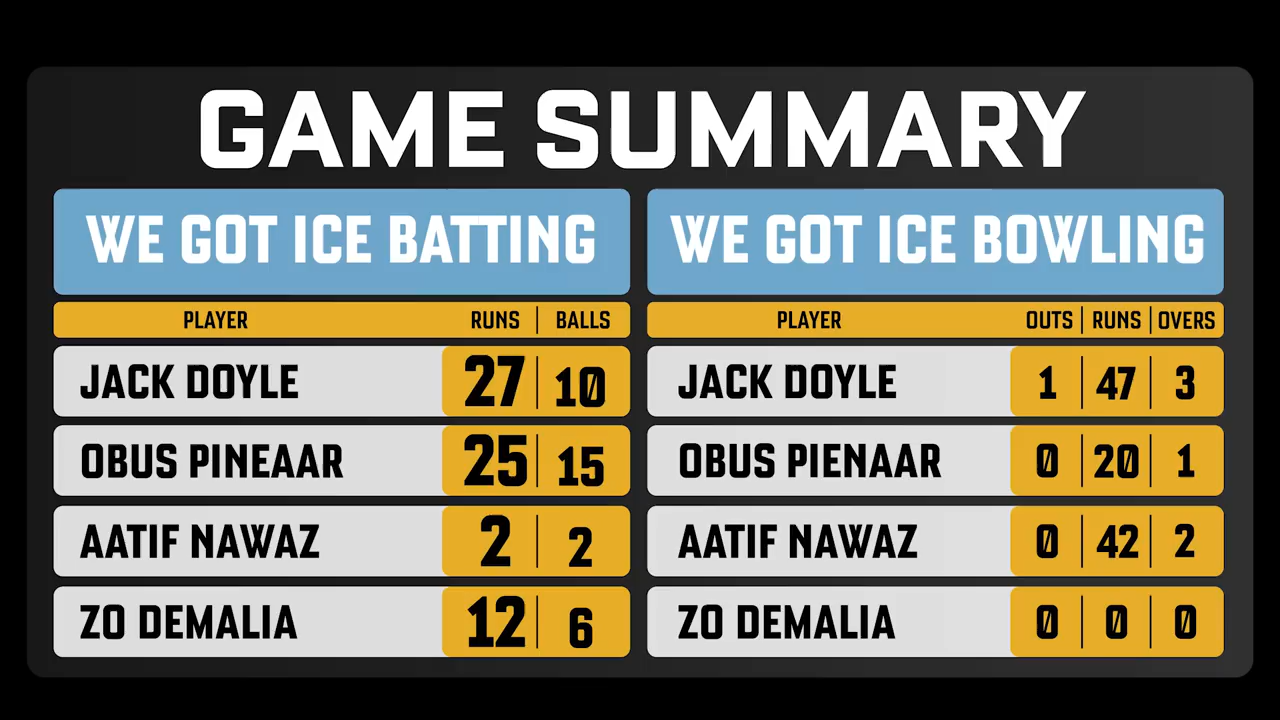 GAME SUMMARY
WE GOT ICE BATTING
PLAYER RUNS BALLS
JACK DOYLE 27 10
OBUS PINEAAR 25 15
AATIF NAWAZ 2 2
ZO DEMALIA 12 6
WE GOT ICE BOWLING
PLAYER OUTS RUNS OVERS
JACK DOYLE 1 47 3
OBUS PIENAAR 0 20 1
AATIF NAWAZ 0 42 2
ZO DEMALIA 0 0 0